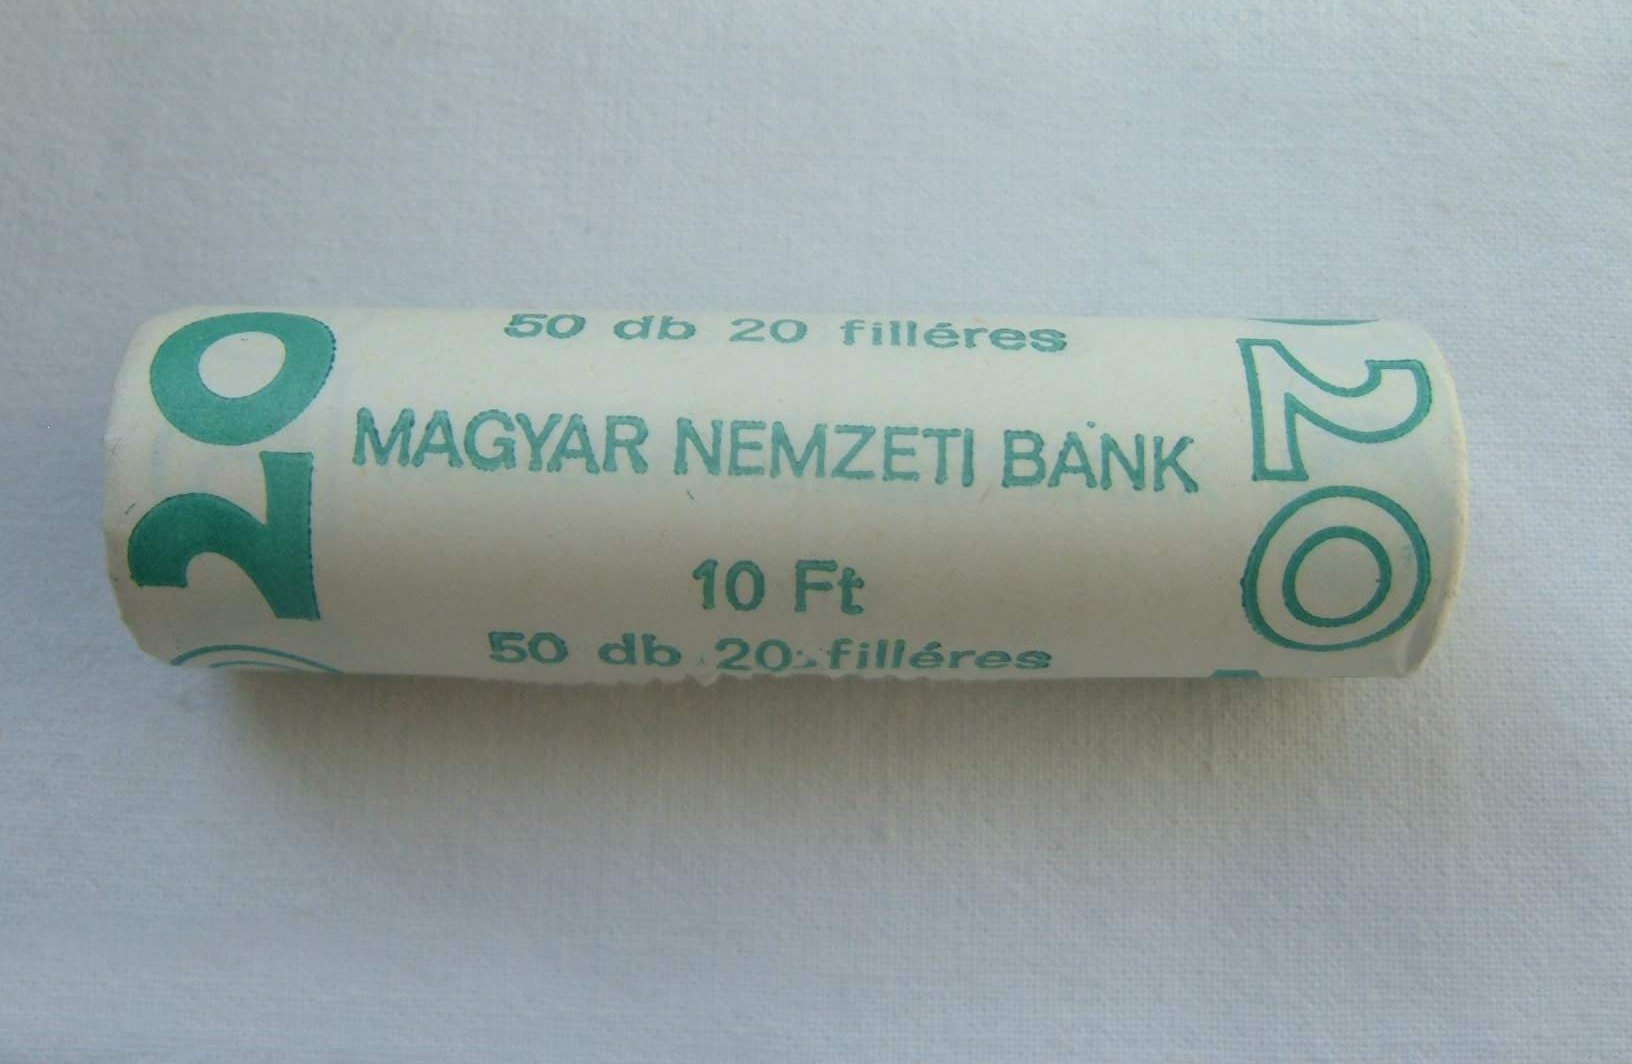 50 db 20 filléres
MAGYAR NEMZETI BANK
10 Ft
50 db 20 filléres
20
20